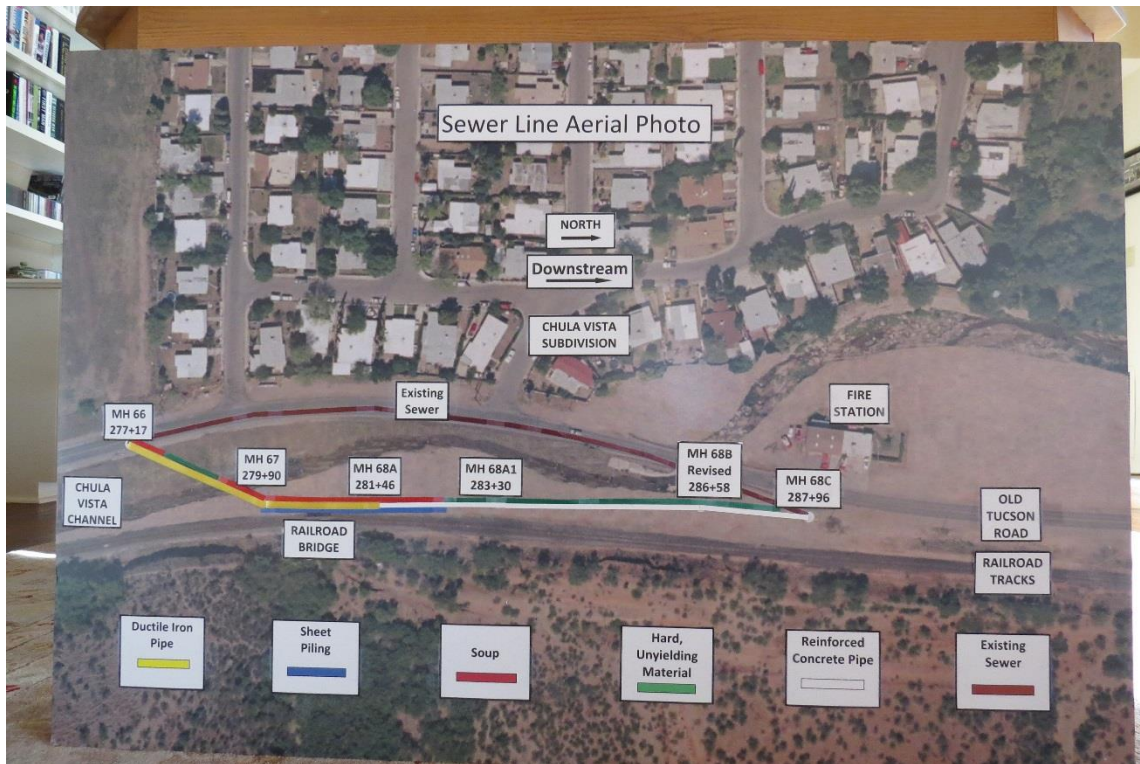 Sewer Line Aerial Photo
NORTH
Downstream
CHULA VISTA
SUBDIVISION
Existing
Sewer
FIRE
STATION
MH 66
277+17
MH 67
279+90
MH 68A
281+46
MH 68A1
283+30
MH 68B
Revised
286+58
MH 68C
287+96
CHULA
VISTA
CHANNEL
RAILROAD
BRIDGE
OLD
TUCSON
ROAD
RAILROAD
TRACKS
Ductile Iron
Pipe
Sheet
Piling
Soup
Hard,
Unyielding
Material
Reinforced
Concrete Pipe
Existing
Sewer